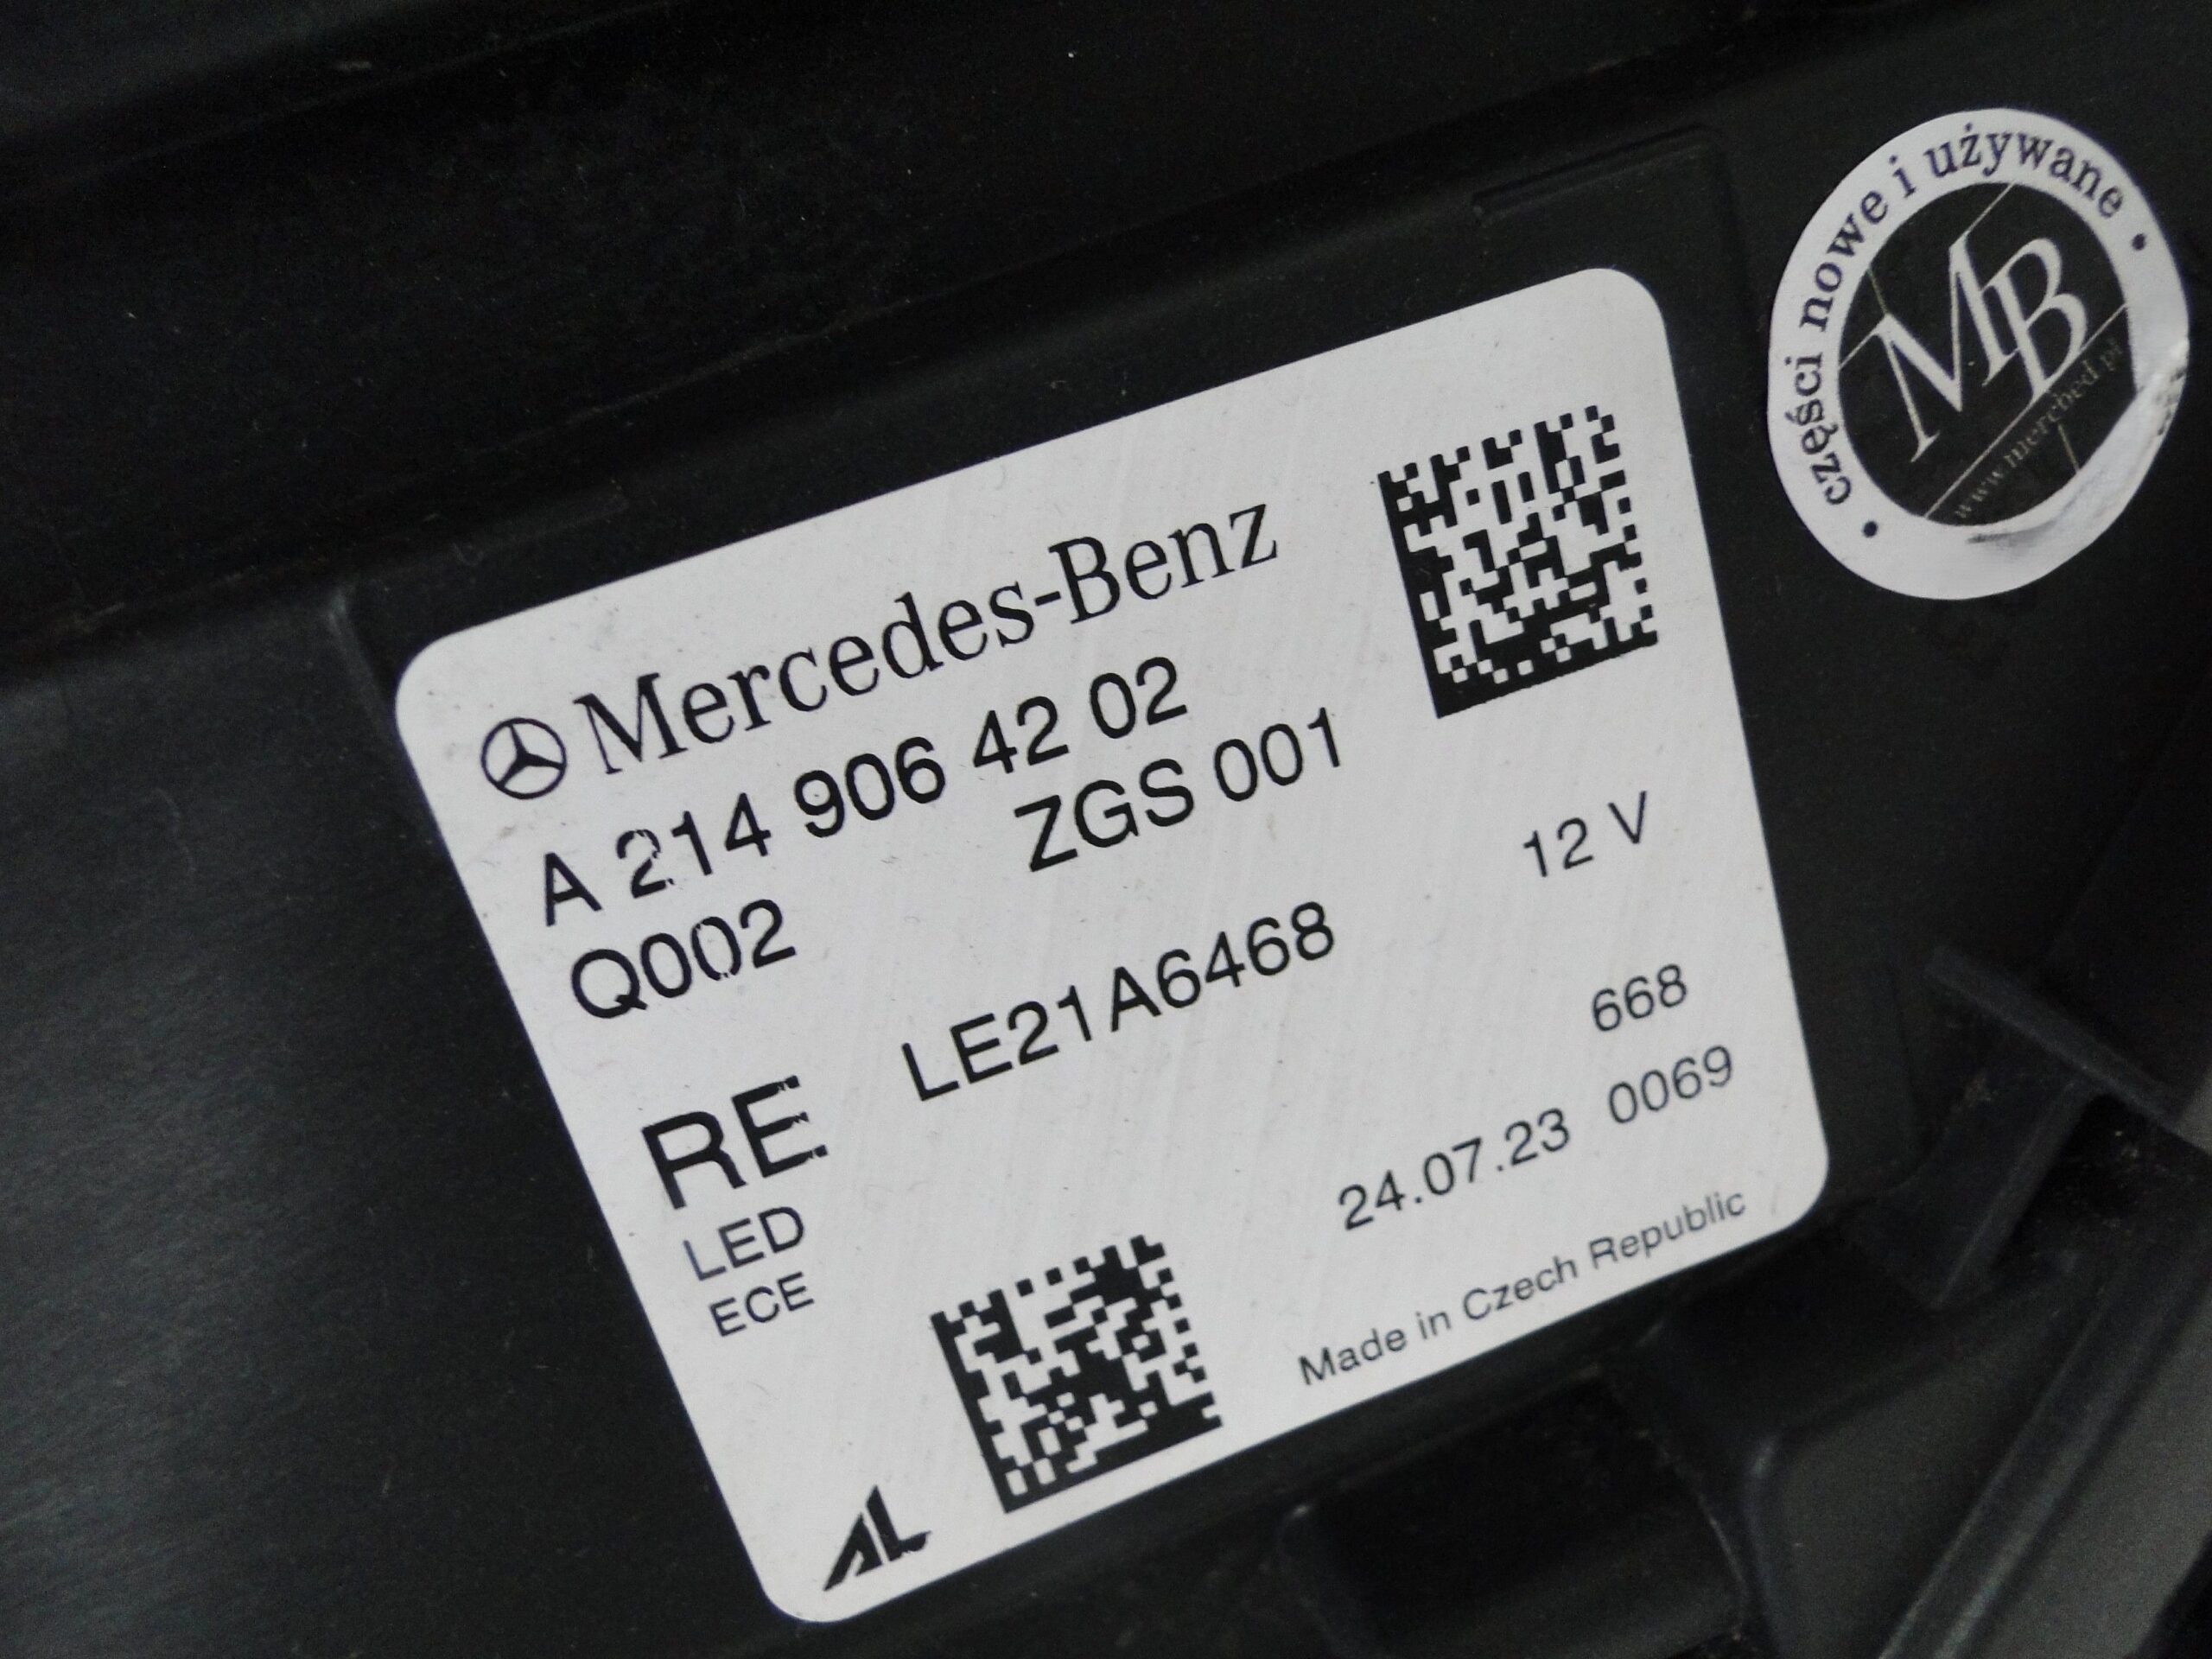 Mercedes-Benz
A 214 906 42 02
Q002 ZGS 001
12 V
RE LE21A6468
LED
ECE
668
24.07.23 0069
Made in Czech Republic
AL
• części nowe i używane •
MB
www.merched.pl